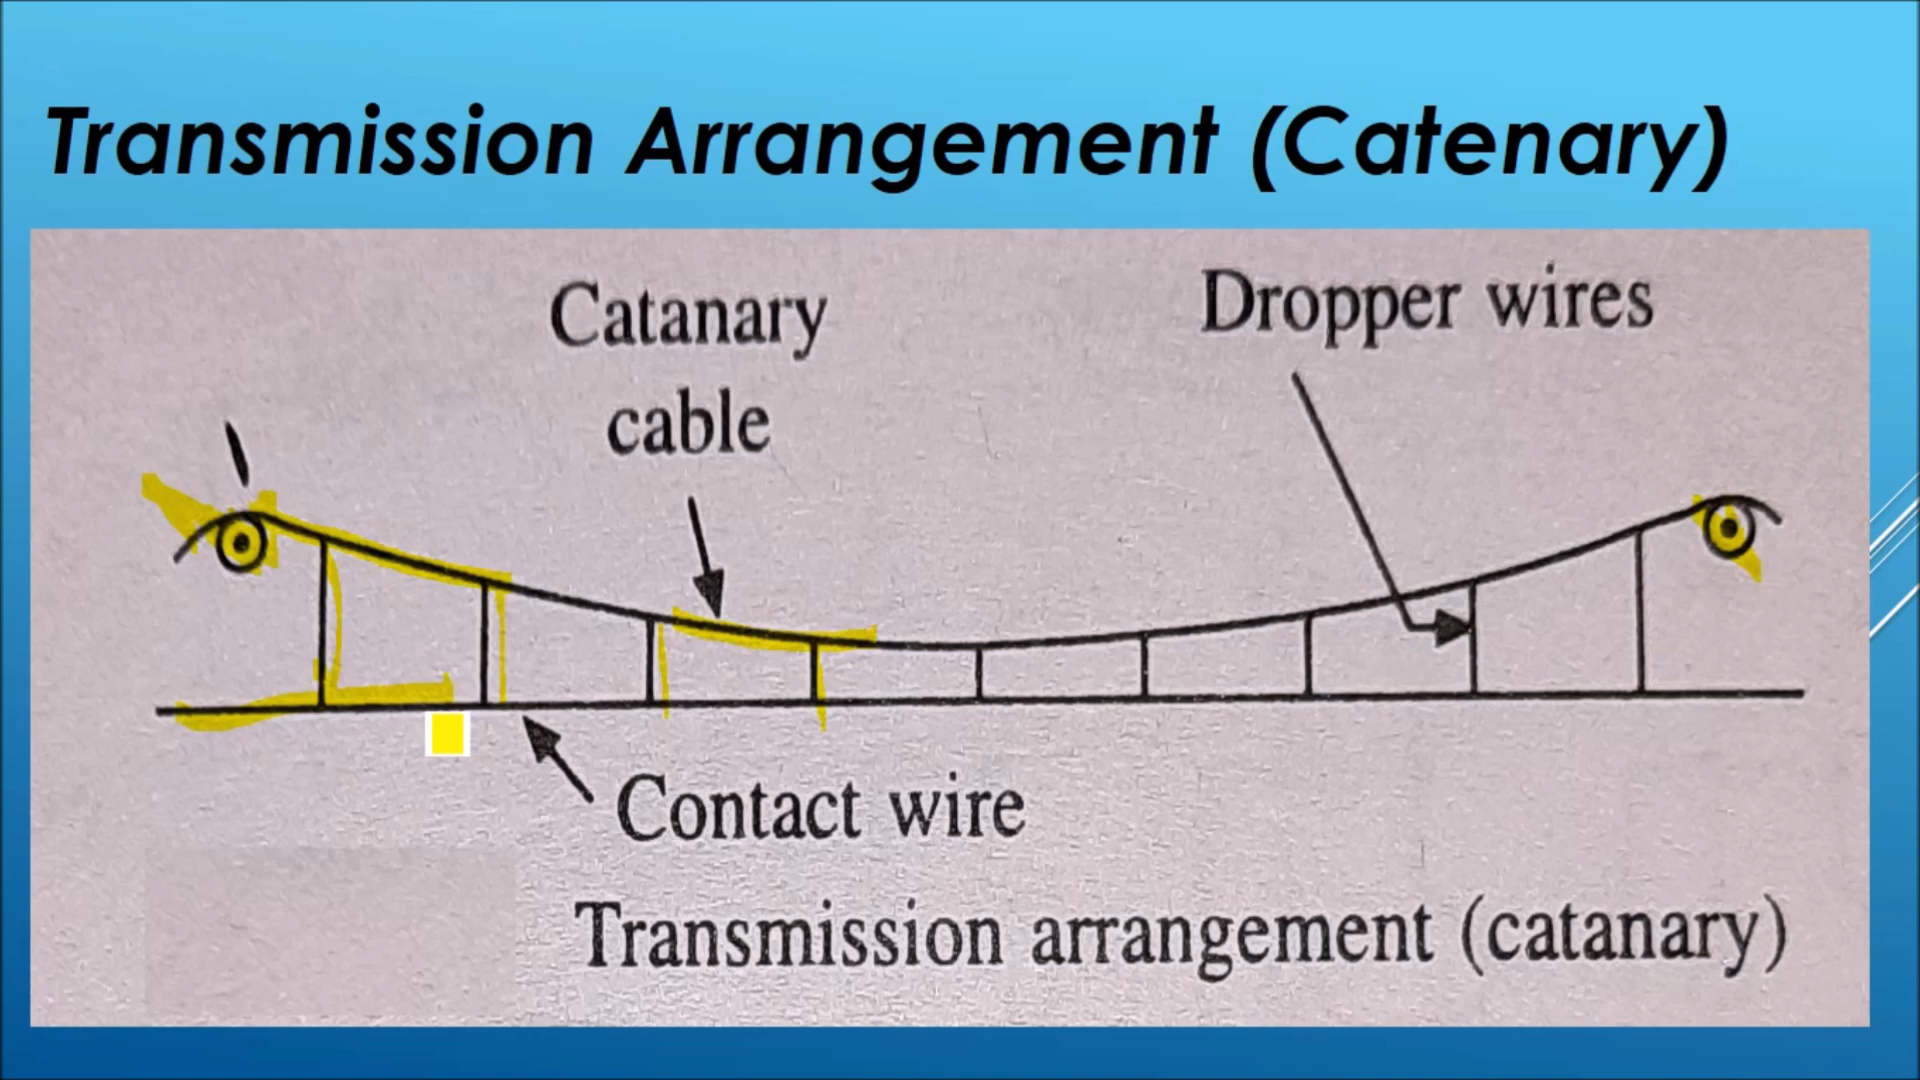 Transmission Arrangement (Catenary)
Catanary
cable
Dropper wires
Contact wire
Transmission arrangement (catanary)